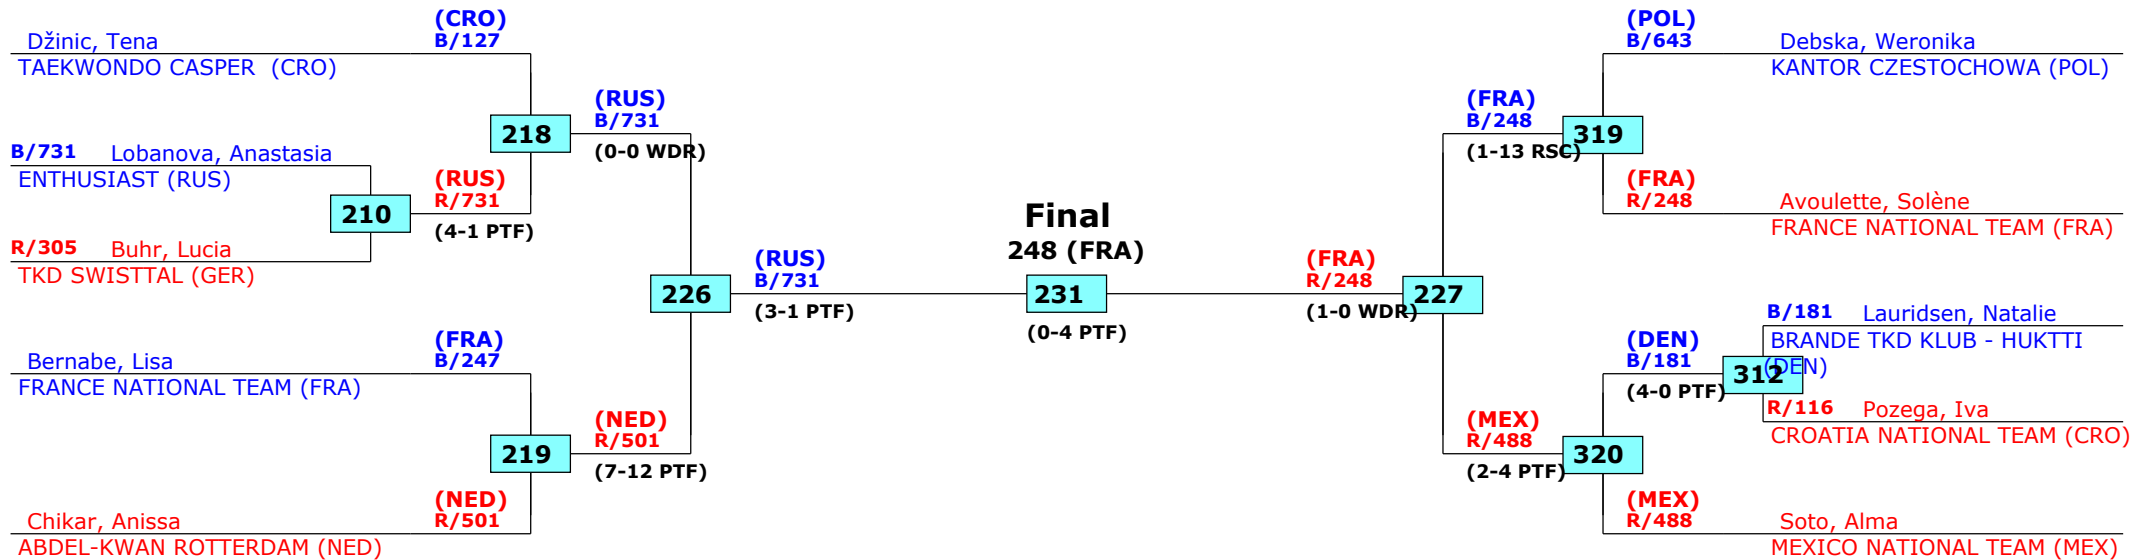 (CRO)
B/127
Džinic, Tena
TAEKWONDO CASPER  (CRO)
218
(RUS)
B/731
(0-0 WDR)
B/731 Lobanova, Anastasia
ENTHUSIAST (RUS)
210
(RUS)
R/731
(4-1 PTF)
R/305 Buhr, Lucia
TKD SWISTTAL (GER)
226
(RUS)
B/731
(3-1 PTF)
(FRA)
B/247
Bernabe, Lisa
FRANCE NATIONAL TEAM (FRA)
219
(NED)
R/501
(7-12 PTF)
(NED)
R/501
Chikar, Anissa
ABDEL-KWAN ROTTERDAM (NED)
Final
248 (FRA)
231
(0-4 PTF)
(FRA)
R/248
(1-0 WDR)
227
(FRA)
B/248
(1-13 RSC)
319
(POL)
B/643
Debska, Weronika
KANTOR CZESTOCHOWA (POL)
(FRA)
R/248
Avoulette, Solène
FRANCE NATIONAL TEAM (FRA)
(MEX)
R/488
(2-4 PTF)
320
(DEN)
B/181
(4-0 PTF)
312
B/181 Lauridsen, Natalie
BRANDE TKD KLUB - HUKTTI
(DEN)
R/116 Pozega, Iva
CROATIA NATIONAL TEAM (CRO)
(MEX)
R/488
Soto, Alma
MEXICO NATIONAL TEAM (MEX)